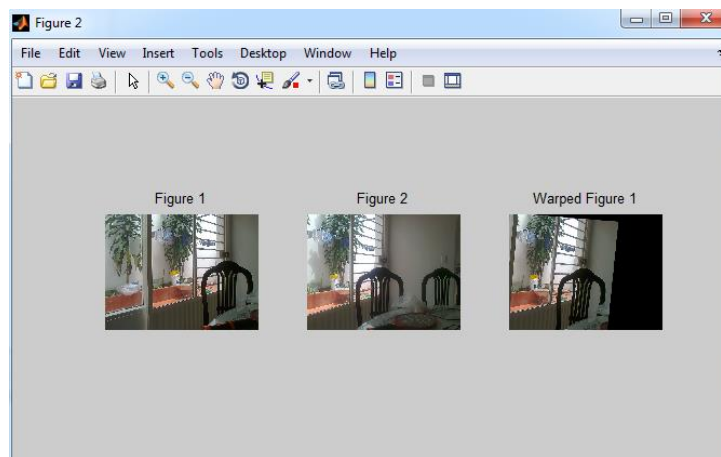 Figure 2
File Edit View Insert Tools Desktop Window Help
Figure 1 Figure 2 Warped Figure 1